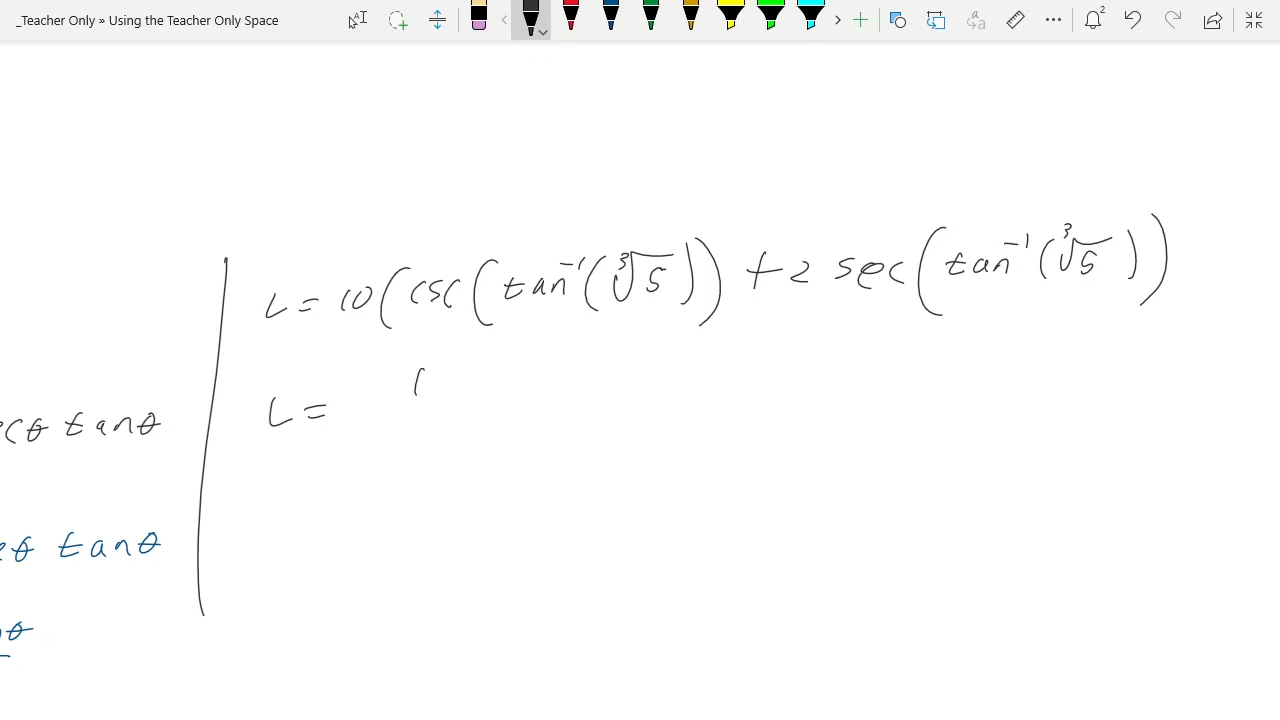 _Teacher Only » Using the Teacher Only Space
2
L = 10(csc(tan⁻¹(∛5)) + 2 sec(tan⁻¹(∛5))
L = (
tanθ
tanθ